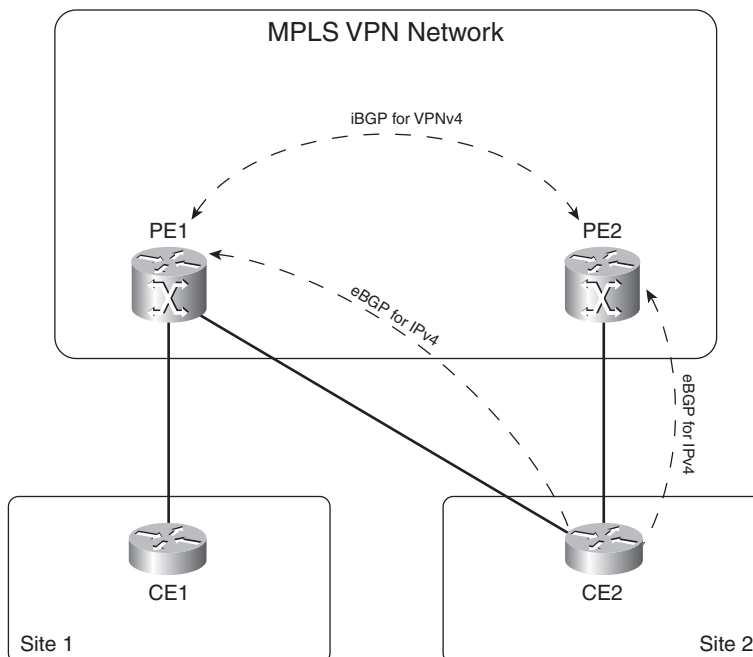 MPLS VPN Network
iBGP for VPNv4
PE1
PE2
eBGP for IPv4
eBGP for IPv4
CE1
CE2
Site 1
Site 2